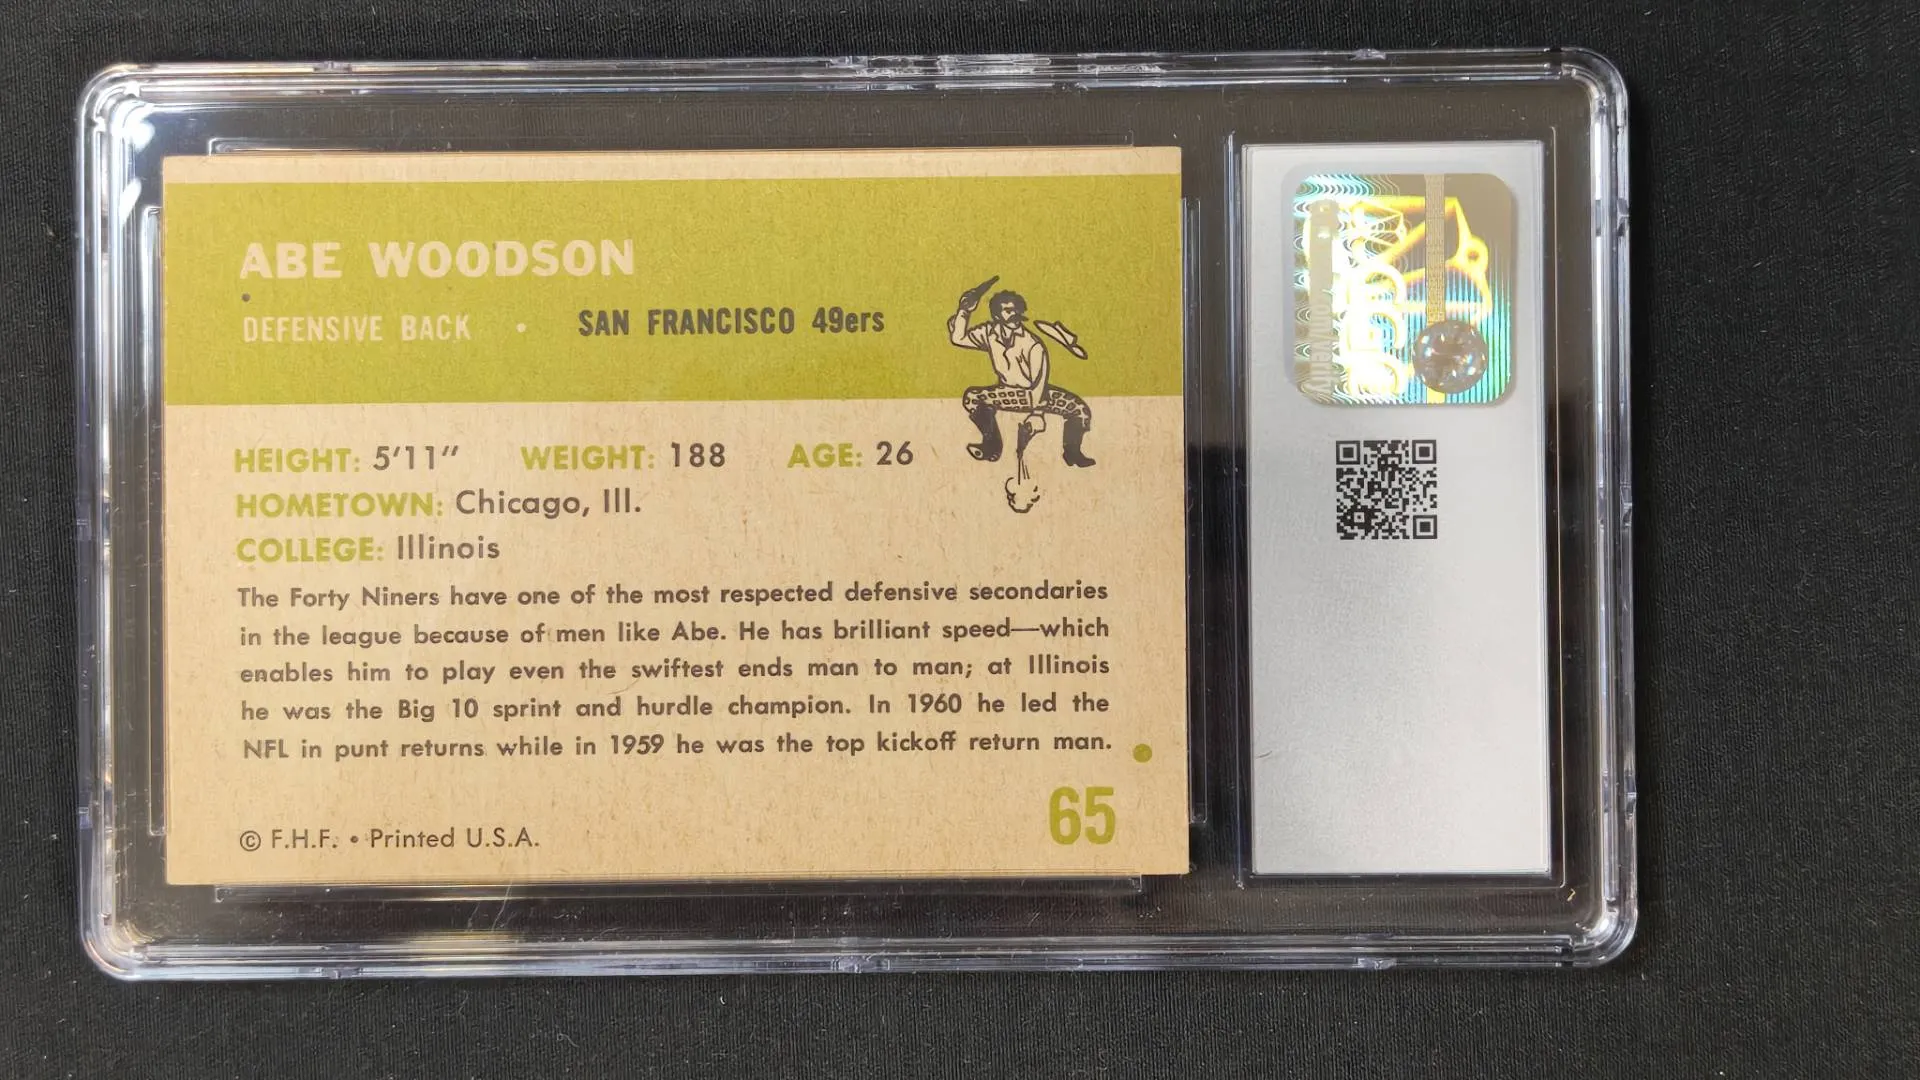 ABE WOODSON
DEFENSIVE BACK • SAN FRANCISCO 49ers
HEIGHT: 5'11" WEIGHT: 188 AGE: 26
HOMETOWN: Chicago, Ill.
COLLEGE: Illinois
The Forty Niners have one of the most respected defensive secondaries
in the league because of men like Abe. He has brilliant speed—which
enables him to play even the swiftest ends man to man; at Illinois
he was the Big 10 sprint and hurdle champion. In 1960 he led the
NFL in punt returns while in 1959 he was the top kickoff return man.
65
© F.H.F. • Printed U.S.A.